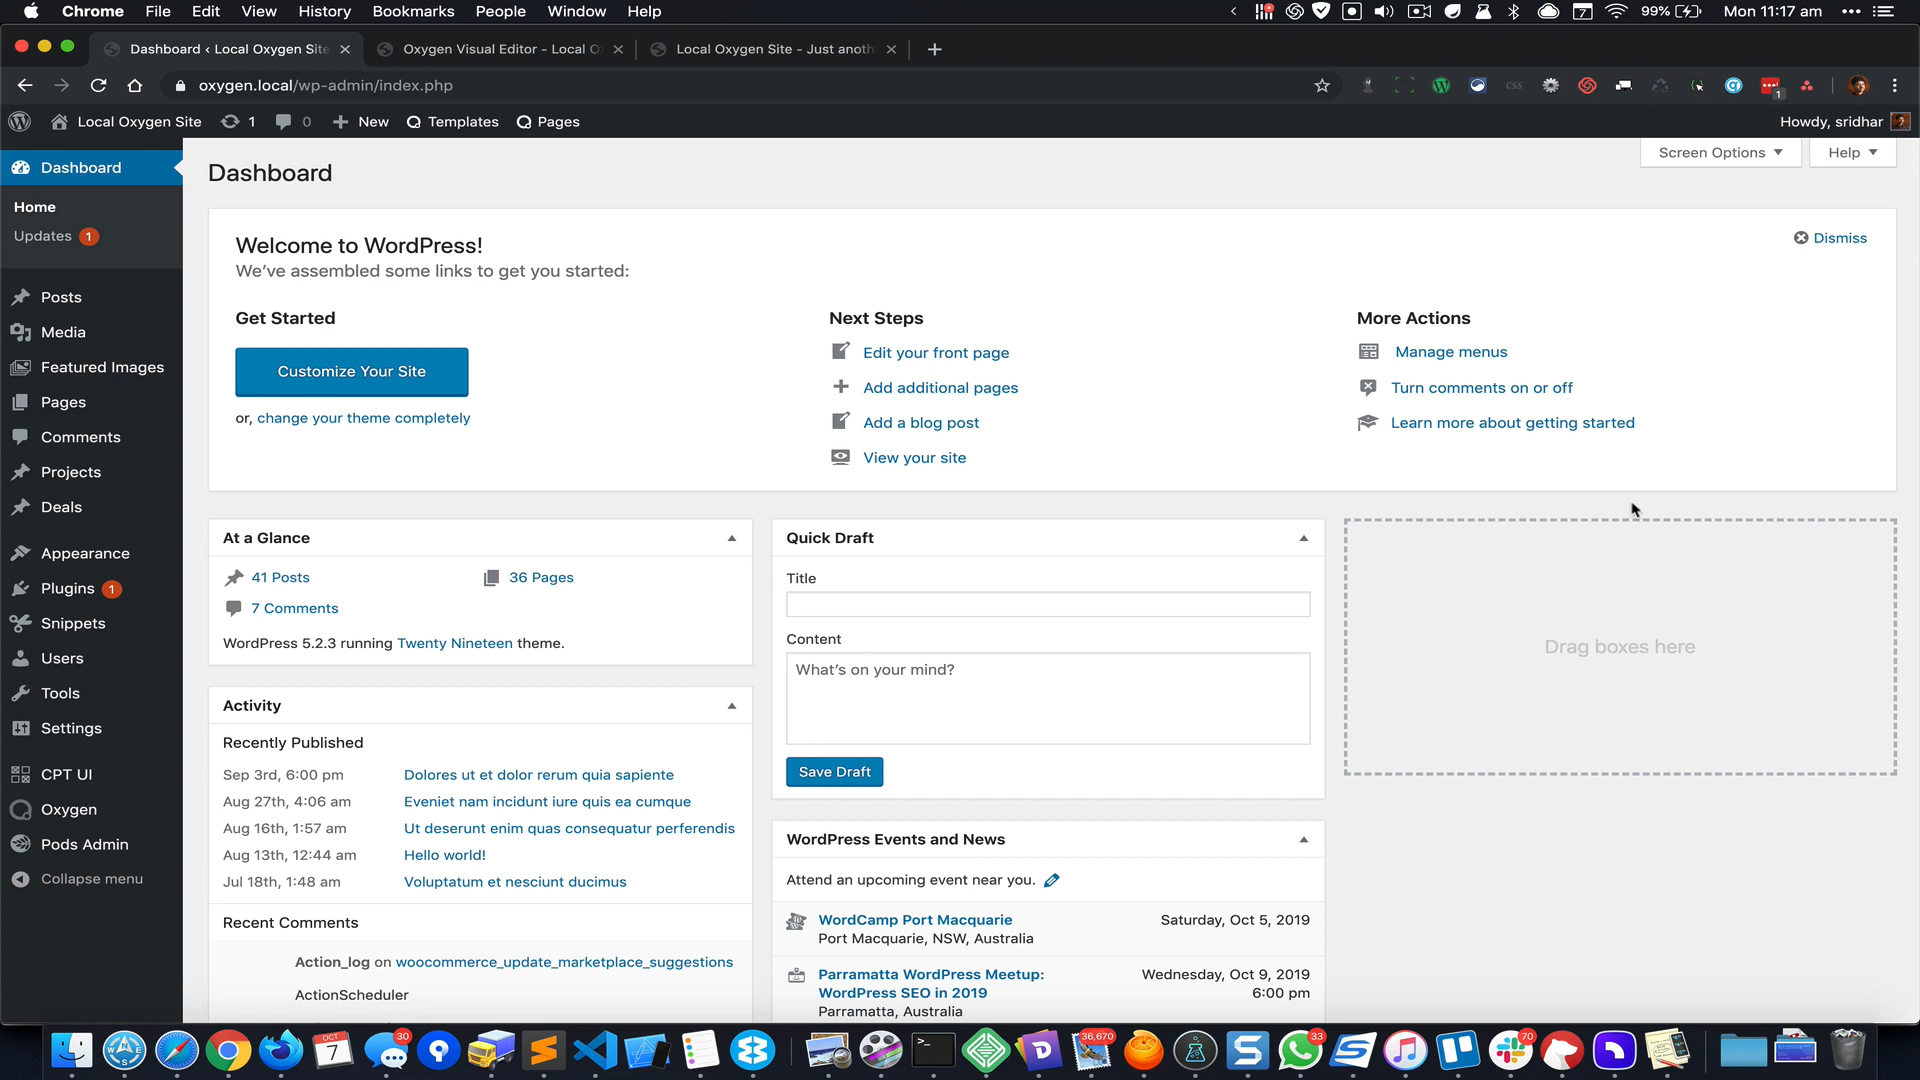 Chrome File Edit View History Bookmarks People Window Help
99% Mon 11:17 am
Dashboard ‹ Local Oxygen Site
Oxygen Visual Editor - Local O
Local Oxygen Site - Just anoth
oxygen.local/wp-admin/index.php
CSS
1
Local Oxygen Site 1 0 New Templates Pages
Howdy, sridhar
Dashboard
Home
Updates 1
Posts
Media
Featured Images
Pages
Comments
Projects
Deals
Appearance
Plugins 1
Snippets
Users
Tools
Settings
CPT UI
Oxygen
Pods Admin
Collapse menu
Screen Options Help
Dashboard
Welcome to WordPress!
Dismiss
We've assembled some links to get you started:
Get Started
Customize Your Site
or, change your theme completely
Next Steps
Edit your front page
Add additional pages
Add a blog post
View your site
More Actions
Manage menus
Turn comments on or off
Learn more about getting started
At a Glance
41 Posts 36 Pages
7 Comments
WordPress 5.2.3 running Twenty Nineteen theme.
Activity
Recently Published
Sep 3rd, 6:00 pm Dolores ut et dolor rerum quia sapiente
Aug 27th, 4:06 am Eveniet nam incidunt iure quis ea cumque
Aug 16th, 1:57 am Ut deserunt enim quas consequatur perferendis
Aug 13th, 12:44 am Hello world!
Jul 18th, 1:48 am Voluptatum et nesciunt ducimus
Recent Comments
Action_log on woocommerce_update_marketplace_suggestions
ActionScheduler
Quick Draft
Title
Content
What's on your mind?
Save Draft
WordPress Events and News
Attend an upcoming event near you.
WordCamp Port Macquarie Saturday, Oct 5, 2019
Port Macquarie, NSW, Australia
Parramatta WordPress Meetup: Wednesday, Oct 9, 2019
WordPress SEO in 2019 6:00 pm
Parramatta, Australia
Drag boxes here
OCT
7
30
36,670
33
70